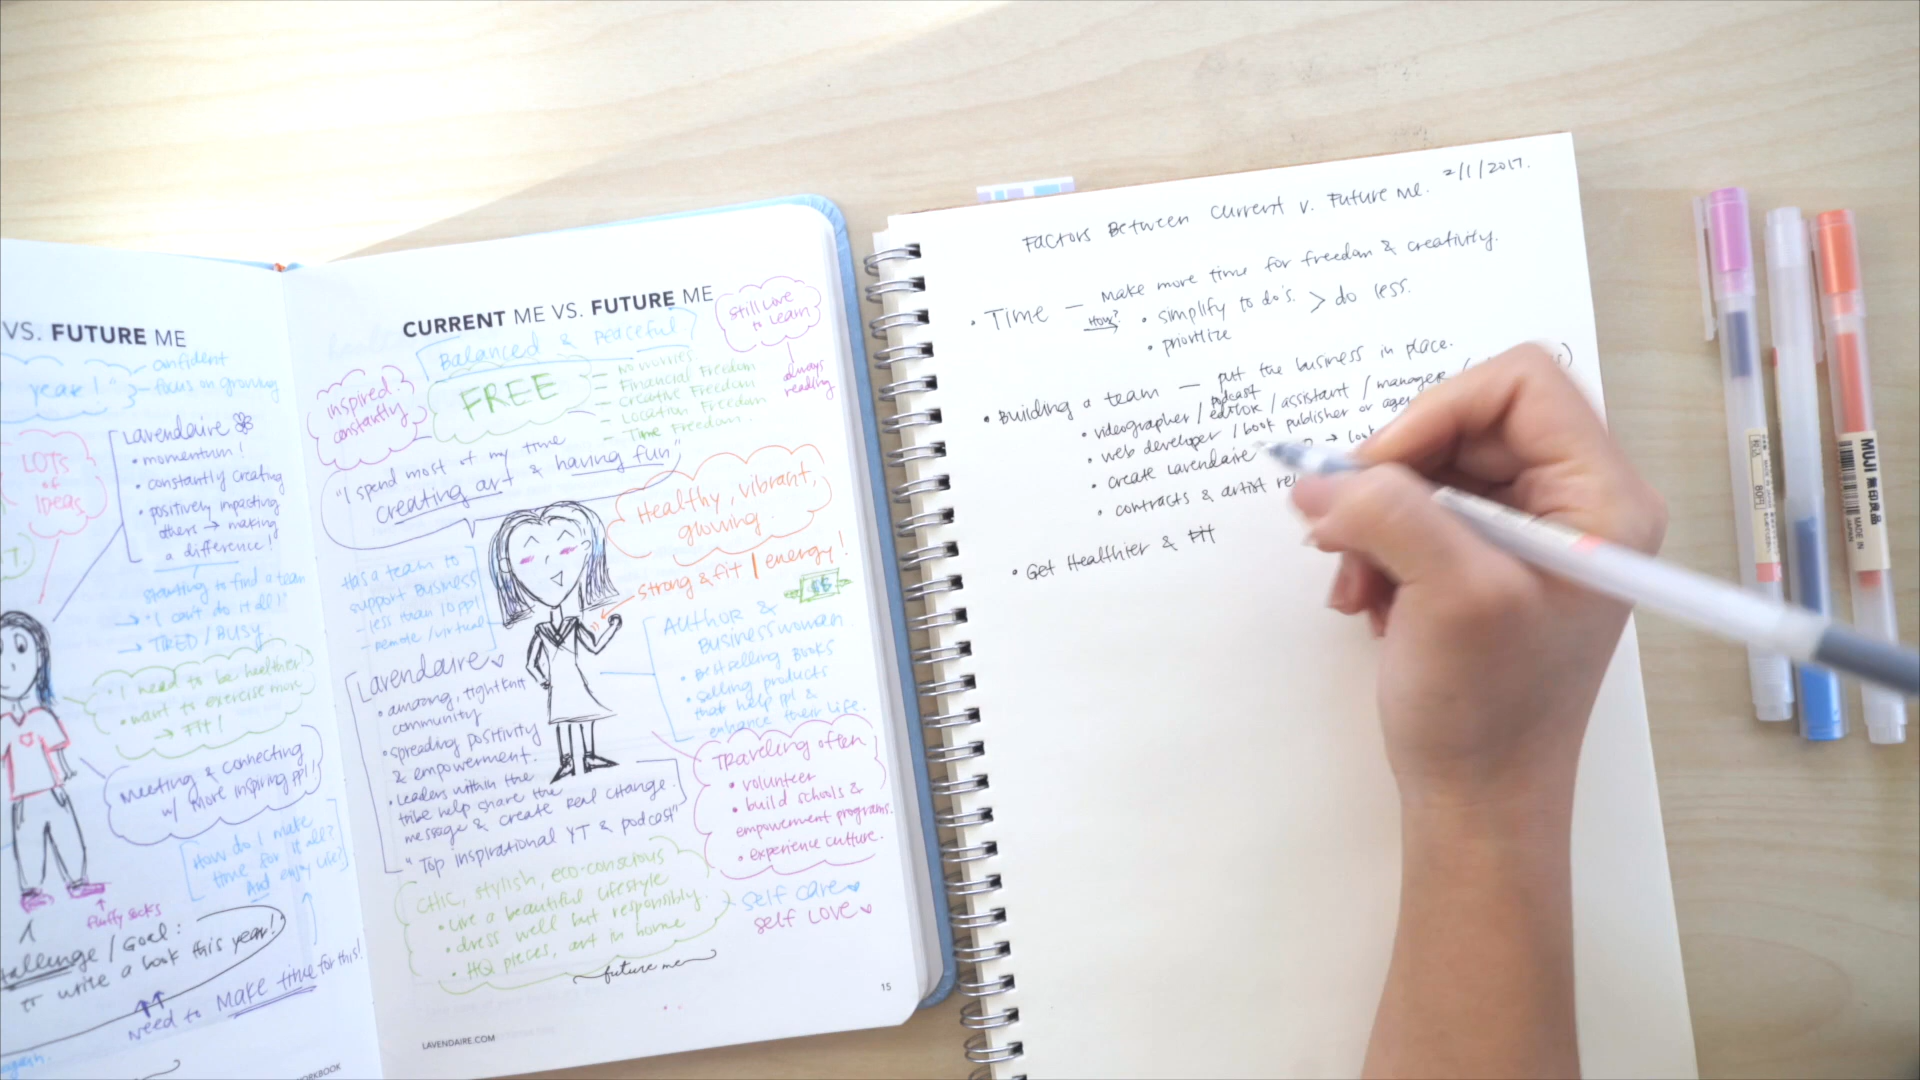 VS. FUTURE ME
year!"
confident
focus on growing
LOTs
of
Ideas
Lavendaire
• momentum!
• constantly creating
• positively impacting
others → making
a difference!
starting to find a team
→ "I can't do it all!"
→ TIRED/BUSY
• I need to be healthier!
• want to exercise more
→ FIT!
Meeting & connecting
w/ more inspiring ppl!
How do I make
time for it all?
And enjoy life?
fluffy socks
Challenge/Goal:
to write a book this year!
Need to Make time for this!
CURRENT ME VS. FUTURE ME
Still love
to learn
always
reading
Balanced & peaceful
inspired
constantly
FREE
— no worries
— Financial Freedom
— Creative Freedom
— Location Freedom
— Time Freedom.
"I spend most of my time
creating art & having fun"
Healthy, vibrant,
glowing.
strong & fit / energy!
Has a team to
support Business
— less than 10 ppl
— remote/virtual
$$
AUTHOR &
Businesswoman
• Bestselling Books
• Selling products
that help ppl &
enhance their life.
Lavendaire
• amazing, tightknit
community
• spreading positivity
& empowerment.
• Leaders within the
tribe help share the
message & create real change.
"Top inspirational YT & podcast"
Traveling often
• volunteer
• build schools &
empowerment programs.
• experience culture.
CHIC, stylish, eco-conscious
• Live a beautiful lifestyle
• dress well but responsibly.
• HQ pieces, art in home
self care
self love
future me
LAVENDAIRE.COM
15
2/1/2017.
Factors Between Current v. Future Me.
• Time — Make more time for freedom & creativity.
How?
• simplify to do's. > do less.
• prioritize
• Building a team — put the business in place.
podcast
• videographer / editor / assistant / manager
• web developer / book publisher or
• create Lavendaire
• contracts & artist
• Get Healthier & FIT
MUJ 無印良品
MADE IN
JAPAN